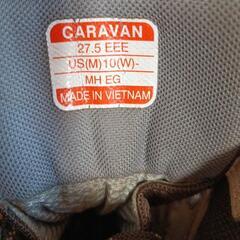 CARAVAN
27.5 EEE
US(M)10(W)-
MH EG
MADE IN VIETNAM